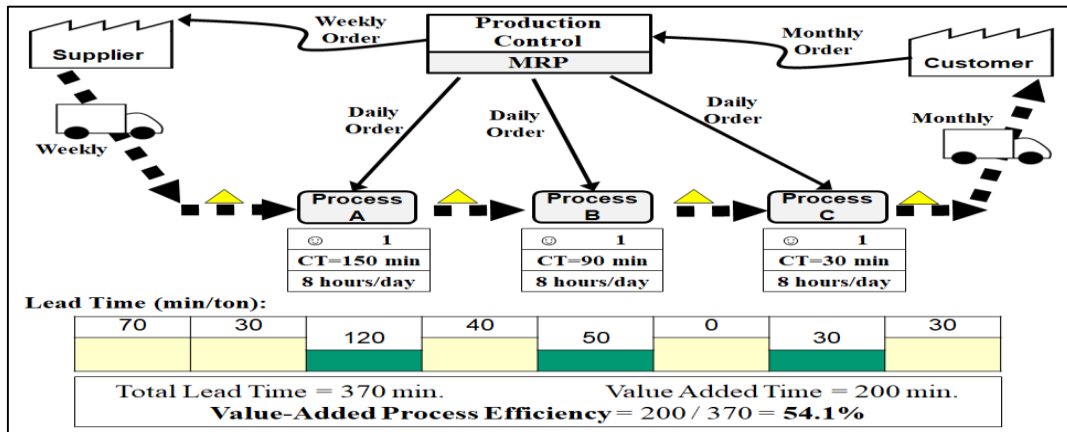 Supplier
Weekly
Order
Production
Control
MRP
Monthly
Order
Customer
Weekly
Daily
Order
Daily
Order
Daily
Order
Monthly
Process
A
Process
B
Process
C
☺ 1
CT=150 min
8 hours/day
☺ 1
CT=90 min
8 hours/day
☺ 1
CT=30 min
8 hours/day
Lead Time (min/ton):
70 30 120 40 50 0 30 30
Total Lead Time = 370 min. Value Added Time = 200 min.
Value-Added Process Efficiency = 200 / 370 = 54.1%